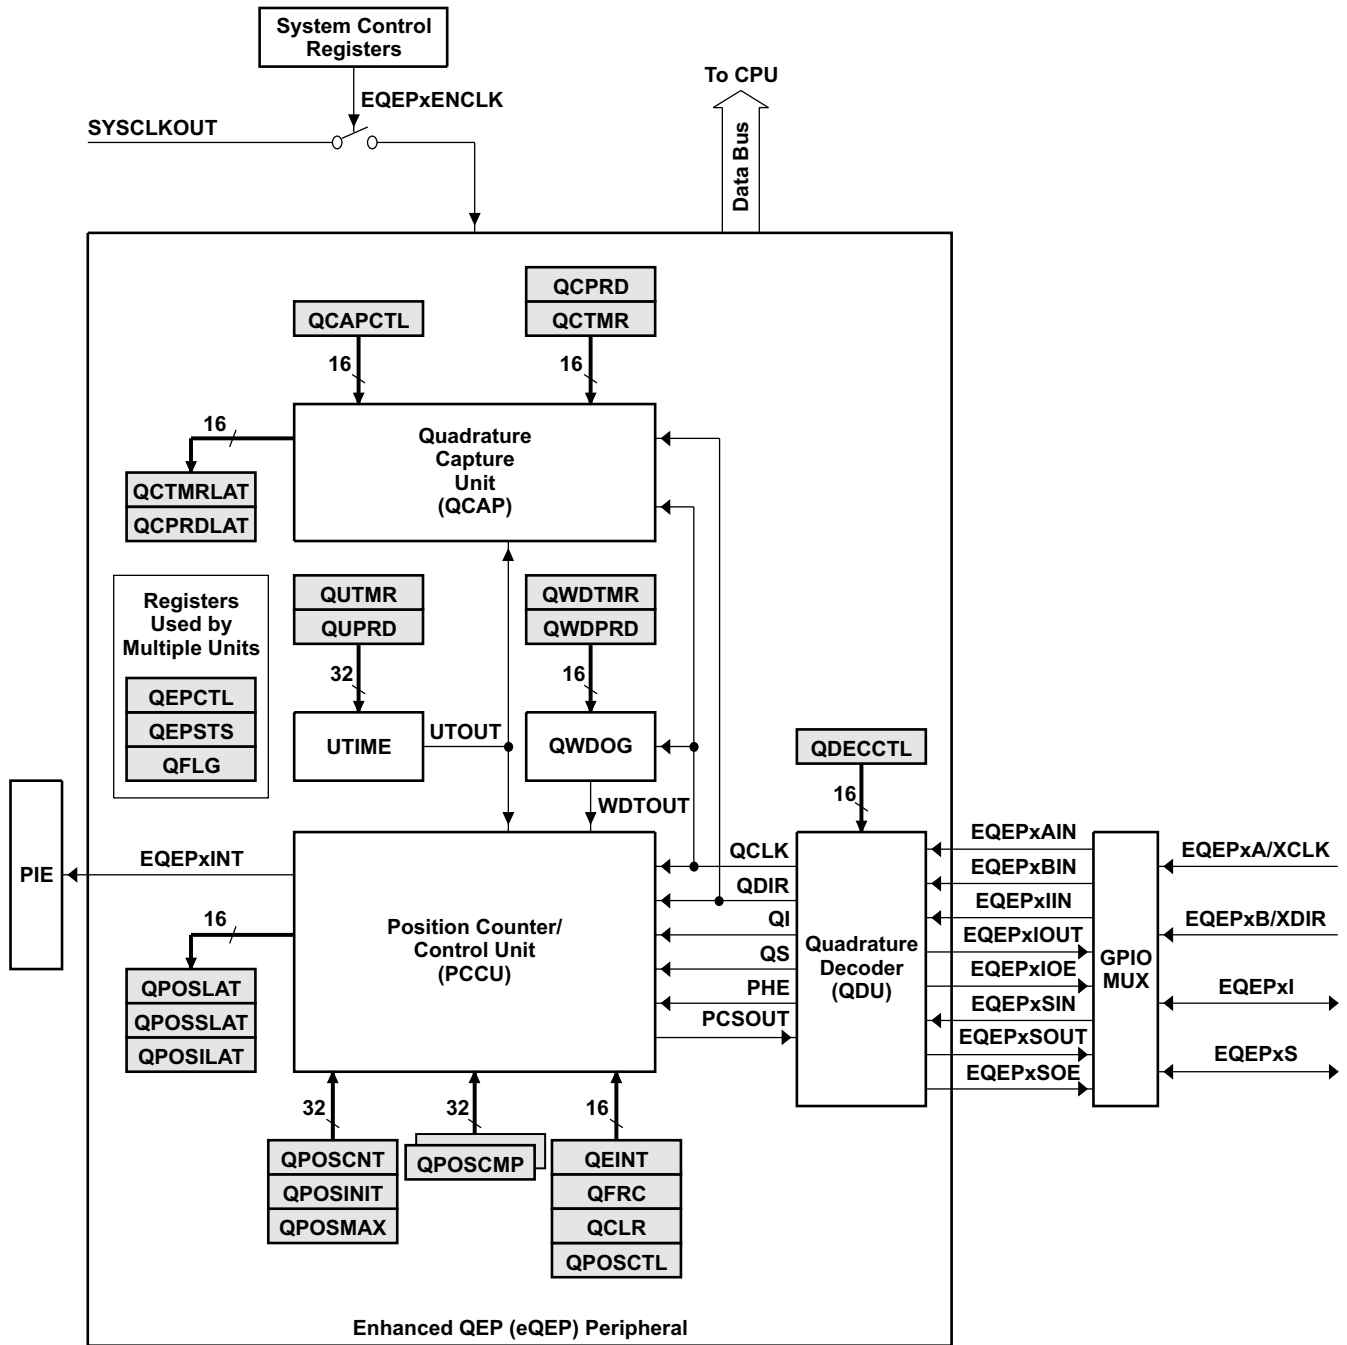 System Control
Registers
To CPU
EQEPxENCLK
SYSCLKOUT
Data Bus
QCPRD
QCTMR
QCAPCTL
16
16
16
Quadrature
Capture
Unit
(QCAP)
QCTMRLAT
QCPRDLAT
Registers
Used by
Multiple Units
QEPCTL
QEPSTS
QFLG
QUTMR
QUPRD
32
UTIME
UTOUT
QWDTMR
QWDPRD
16
QWDOG
WDTOUT
QDECCTL
16
PIE
EQEPxINT
16
QPOSLAT
QPOSSLAT
QPOSILAT
Position Counter/
Control Unit
(PCCU)
QCLK
QDIR
QI
QS
PHE
PCSOUT
Quadrature
Decoder
(QDU)
EQEPxAIN
EQEPxBIN
EQEPxIIN
EQEPxIOUT
EQEPxIOE
EQEPxSIN
EQEPxSOUT
EQEPxSOE
GPIO
MUX
EQEPxA/XCLK
EQEPxB/XDIR
EQEPxI
EQEPxS
32
32
16
QPOSCNT
QPOSINIT
QPOSMAX
QPOSCMP
QEINT
QFRC
QCLR
QPOSCTL
Enhanced QEP (eQEP) Peripheral